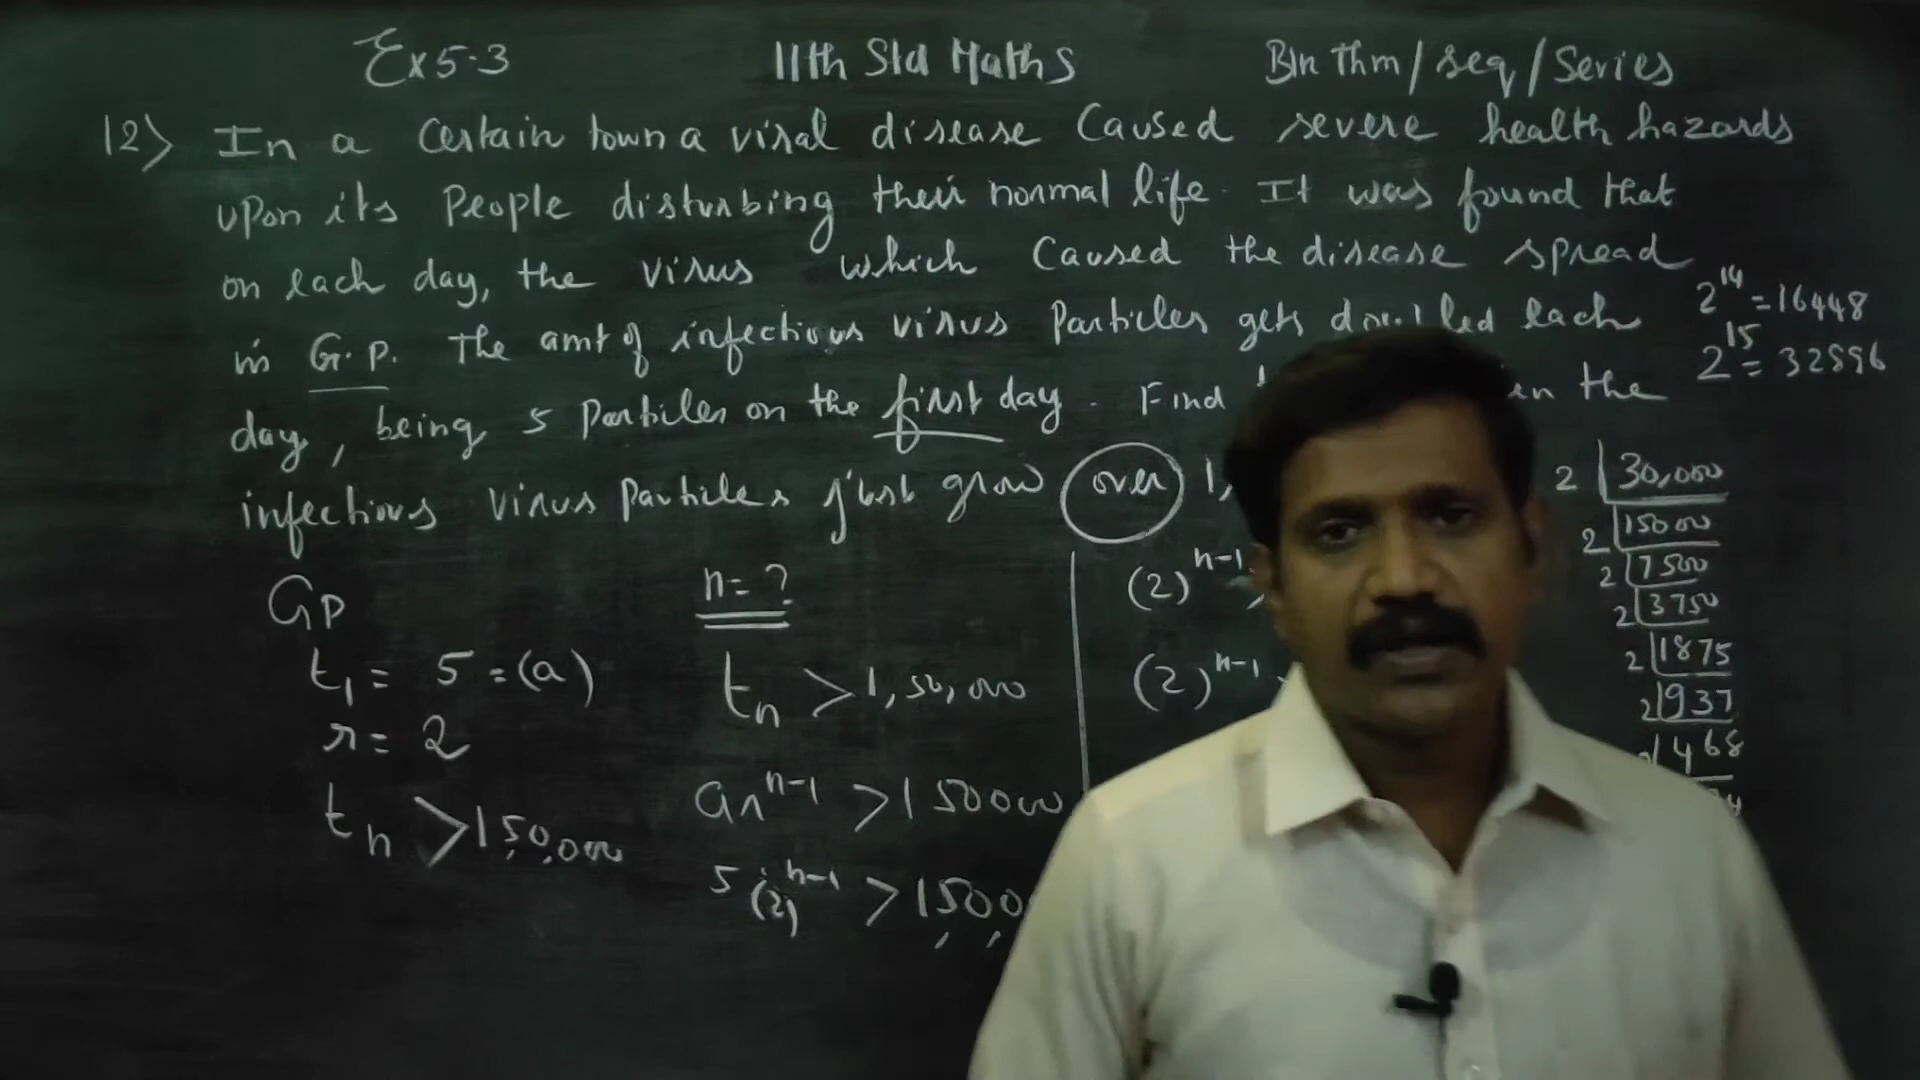 Ex 5.3 11th Std Maths Bin Thm/seq/Series
12) In a certain town a viral disease caused severe health hazards
upon its people disturbing their normal life. It was found that
on each day, the virus which caused the disease spread
in G.P. The amt of infectious virus particles gets doubled each
day, being 5 particles on the first day. Find the
infectious virus particles just grow over 1,
2^14 = 16448
2^15 = 32896
GP
t1 = 5 = (a)
r = 2
tn > 150,000
n = ?
tn > 1,50,000
ar^n-1 > 150000
5(2)^n-1 > 1500
(2)^n-1
(2)^n-1
2 | 30,000
2 | 15000
2 | 7500
2 | 3750
2 | 1875
2 | 937
468